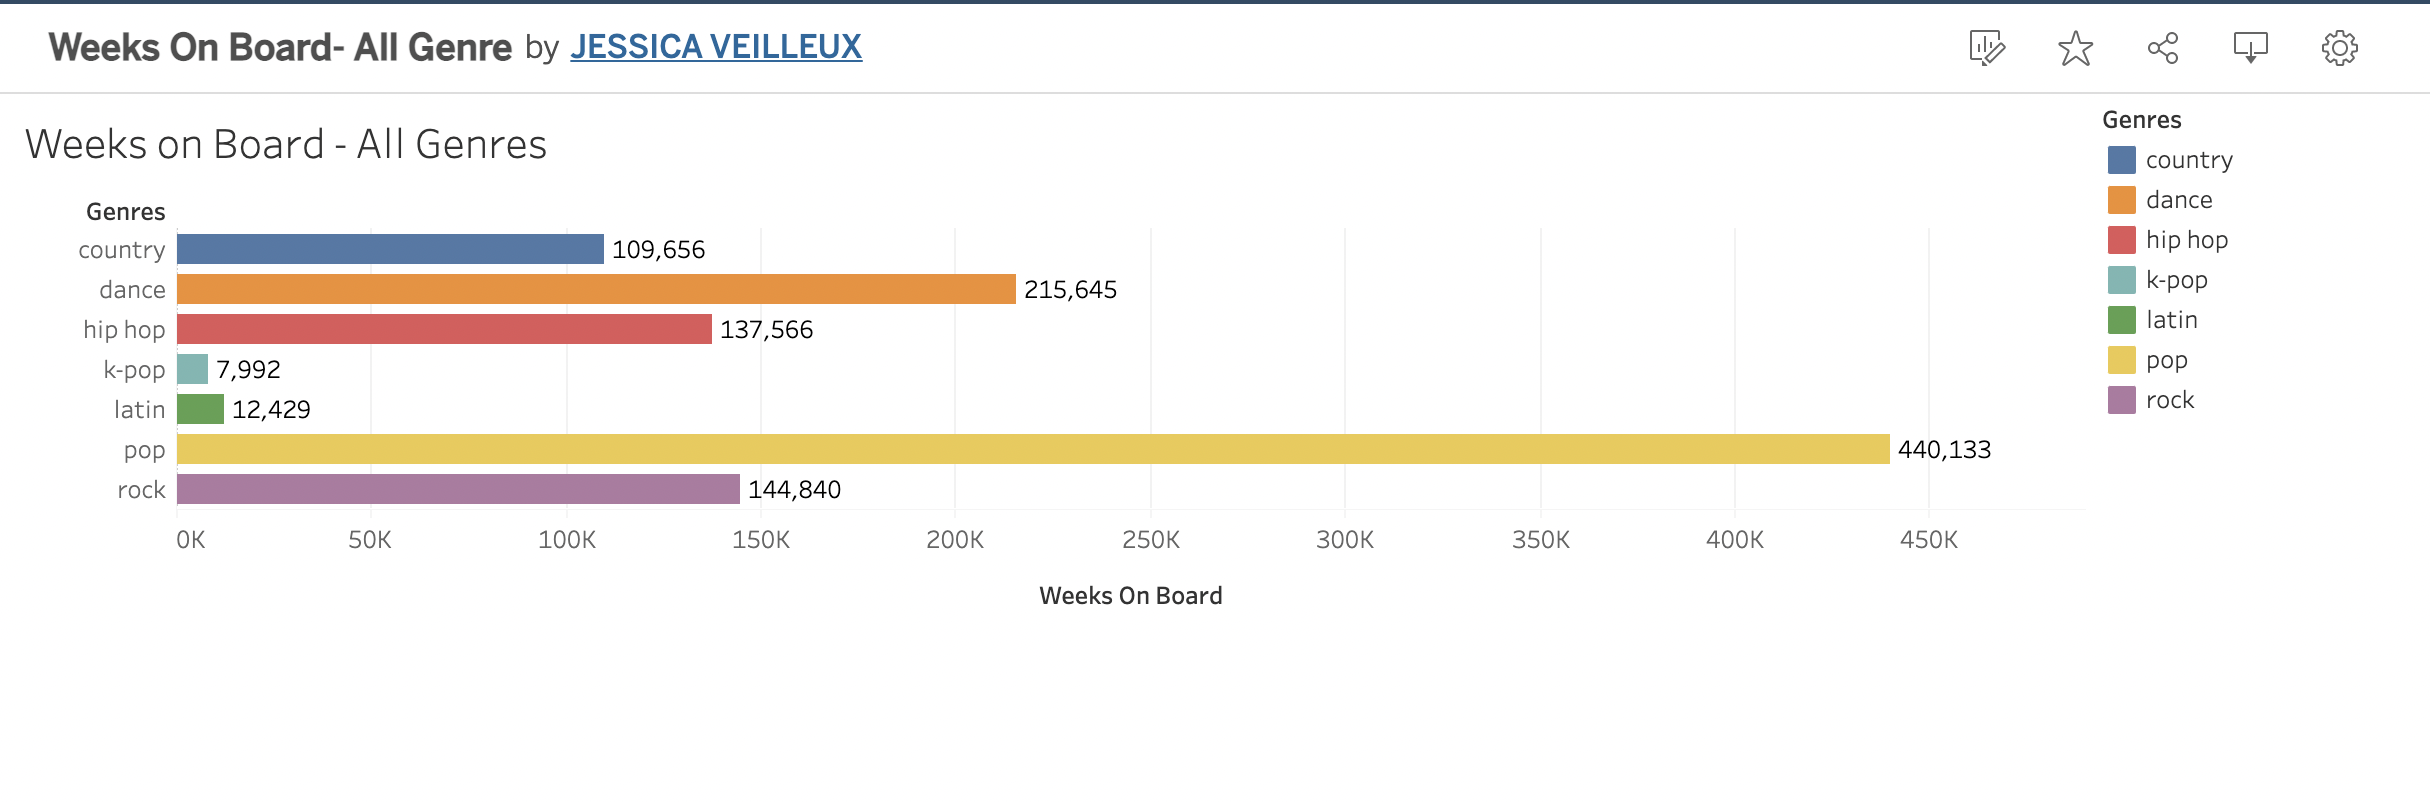 Weeks On Board- All Genre by JESSICA VEILLEUX
Weeks on Board - All Genres
Genres
country 109,656
dance 215,645
hip hop 137,566
k-pop 7,992
latin 12,429
pop 440,133
rock 144,840
0K 50K 100K 150K 200K 250K 300K 350K 400K 450K
Weeks On Board
Genres
country
dance
hip hop
k-pop
latin
pop
rock